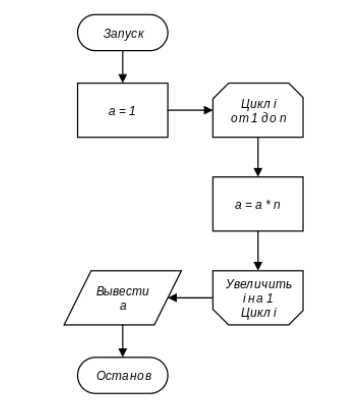 Запуск
a = 1
Цикл i
от 1 до n
a = a * n
Увеличить
i на 1
Цикл i
Вывести
a
Останов